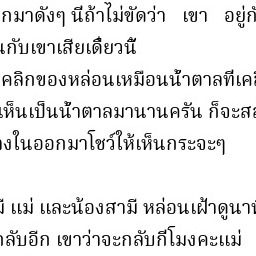 กมาดังๆ นี่ถ้าไม่ขัดว่า เขา อยู่กั
นกับเขาเสียเดี๋ยวนี้
คลิกของหล่อนเหมือนน้ำตาลที่เคลื
ห็นเป็นน้ำตาลมานานครัน ก็จะสล
งในออกมาโชว์ให้เห็นกระจะๆ
มี แม่ และน้องสามี หล่อนเฝ้าดูนาฬิ
กลับอีก เขาว่าจะกลับกี่โมงคะแม่